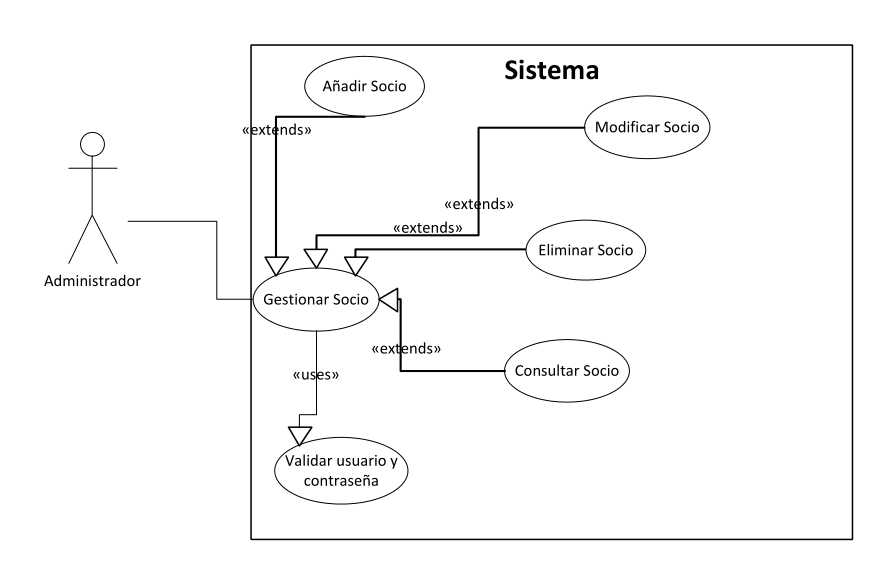 Sistema
Añadir Socio
«extends»
Modificar Socio
«extends»
«extends»
Eliminar Socio
Administrador
Gestionar Socio
«extends»
Consultar Socio
«uses»
Validar usuario y
contraseña